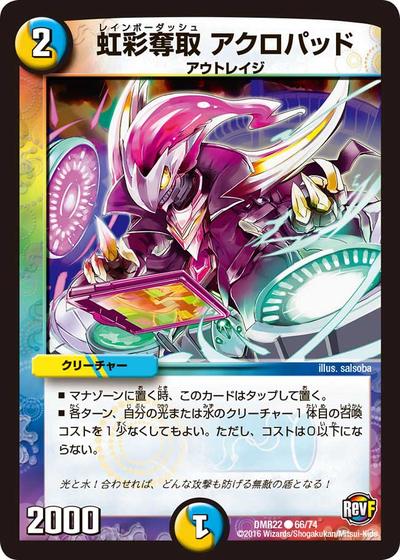 2
レインボーダッシュ
虹彩奪取 アクロパッド
アウトレイジ
illus. salsoba
クリーチャー
■マナゾーンに置く時、このカードはタップして置く。
■各ターン、自分の光または水のクリーチャー1体目の召喚
コストを1少なくしてもよい。ただし、コストは0以下になら
ない。
光と水!合わせれば、どんな攻撃も防げる無敵の盾となる!
RevF
2000
1
DMR22 66/74
©2016 Wizards/Shogakukan/Mitsui-Kids